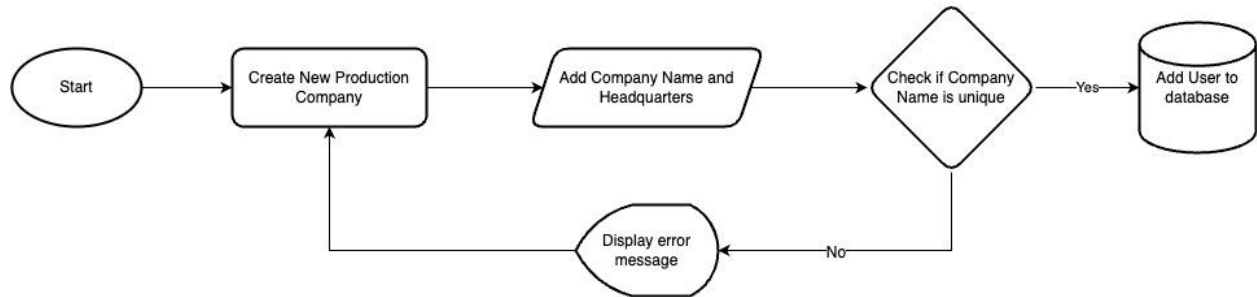 Start
Create New Production
Company
Add Company Name and
Headquarters
Check if Company
Name is unique
Yes
Add User to
database
No
Display error
message